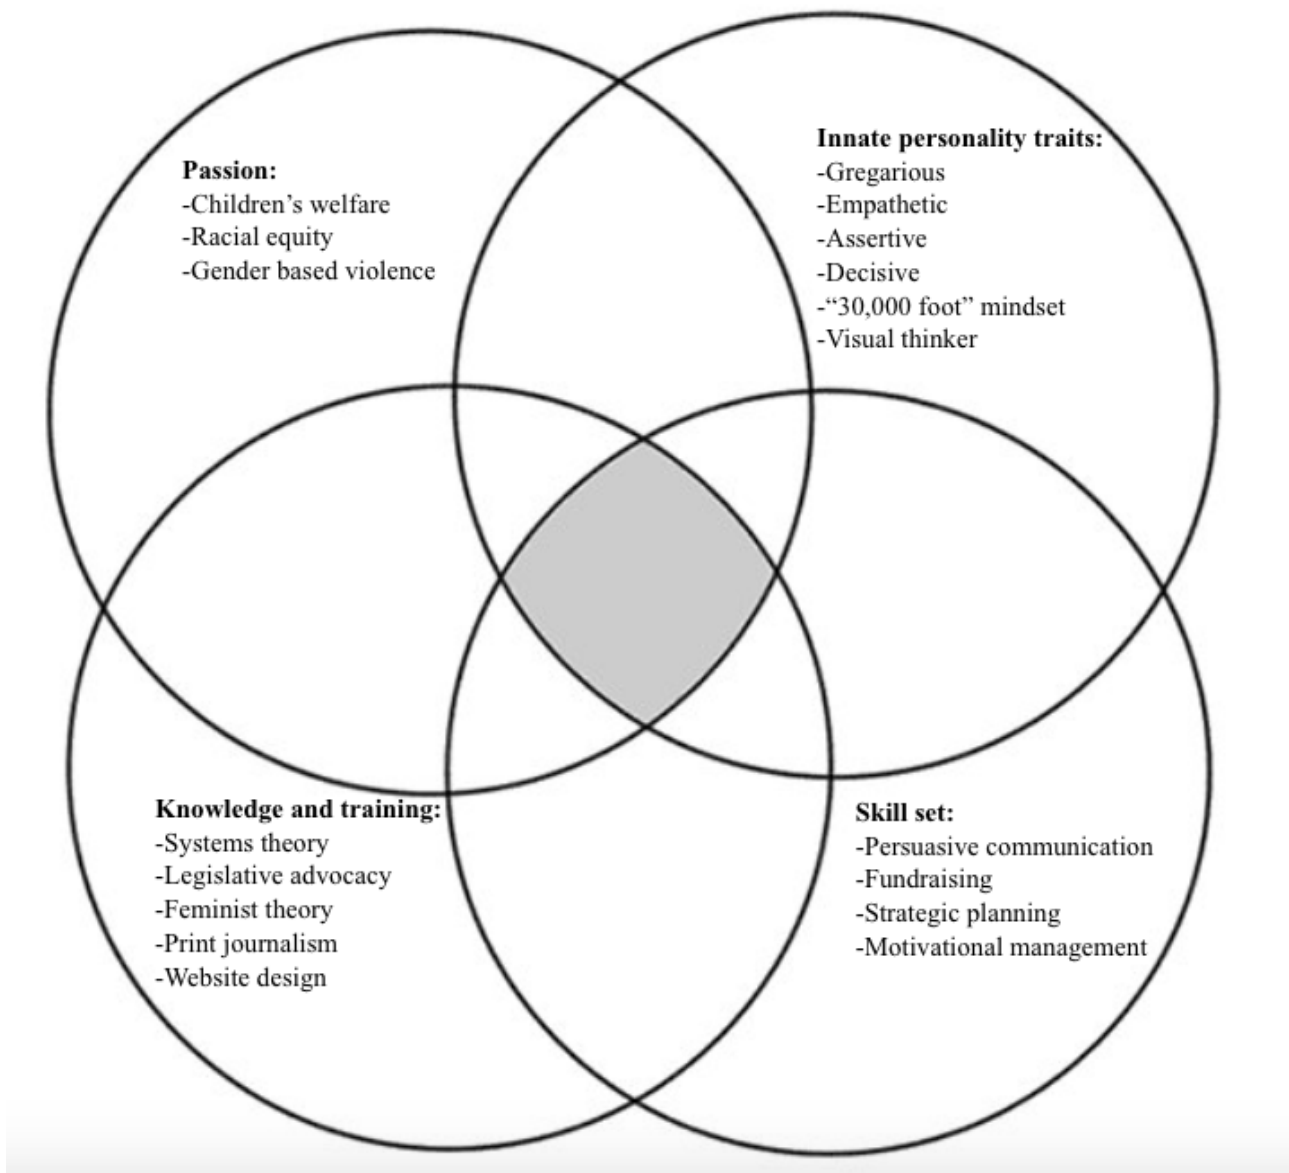 Passion:
-Children’s welfare
-Racial equity
-Gender based violence
Innate personality traits:
-Gregarious
-Empathetic
-Assertive
-Decisive
-“30,000 foot” mindset
-Visual thinker
Knowledge and training:
-Systems theory
-Legislative advocacy
-Feminist theory
-Print journalism
-Website design
Skill set:
-Persuasive communication
-Fundraising
-Strategic planning
-Motivational management